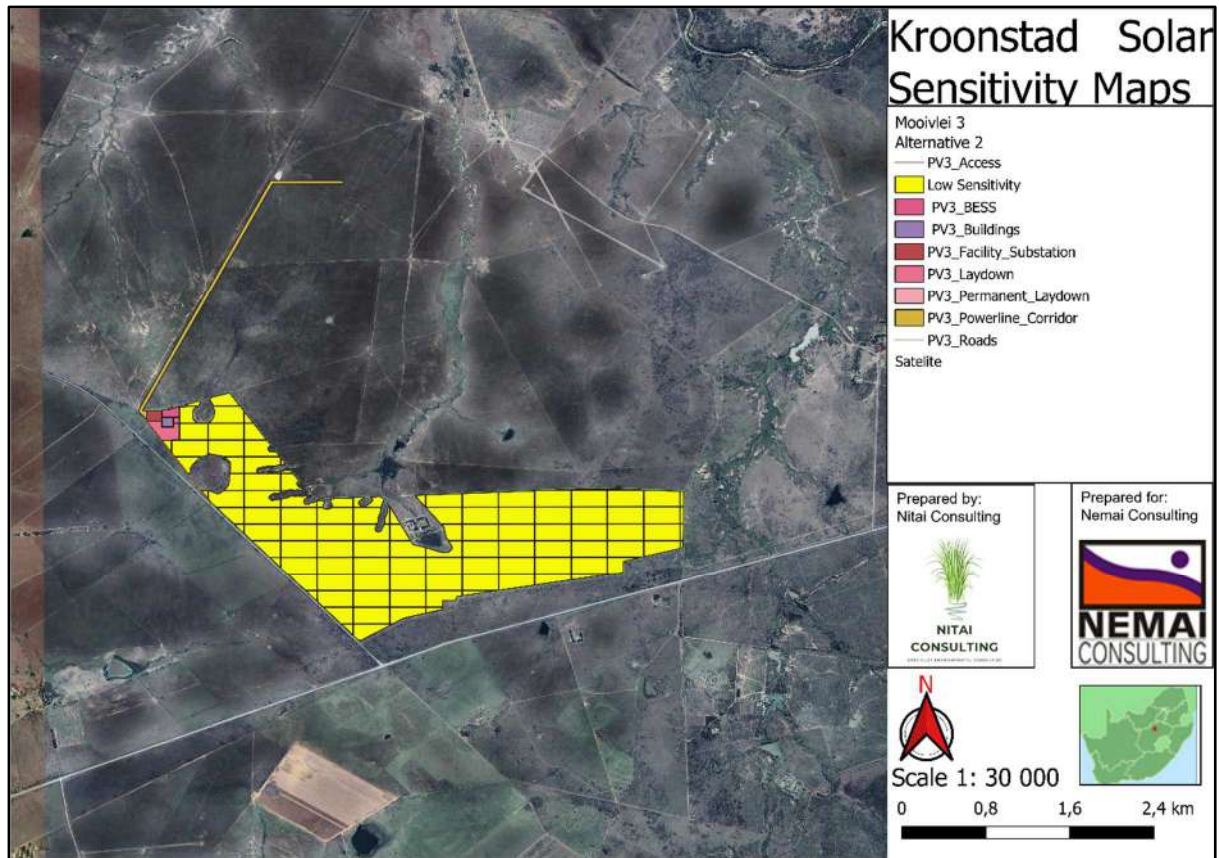 Kroonstad Solar
Sensitivity Maps
Mooivlei 3
Alternative 2
PV3_Access
Low Sensitivity
PV3_BESS
PV3_Buildings
PV3_Facility_Substation
PV3_Laydown
PV3_Permanent_Laydown
PV3_Powerline_Corridor
PV3_Roads
Satelite
Prepared by:
Nitai Consulting
NITAI
CONSULTING
Prepared for:
Nemai Consulting
NEMAI
CONSULTING
N
Scale 1: 30 000
0 0,8 1,6 2,4 km